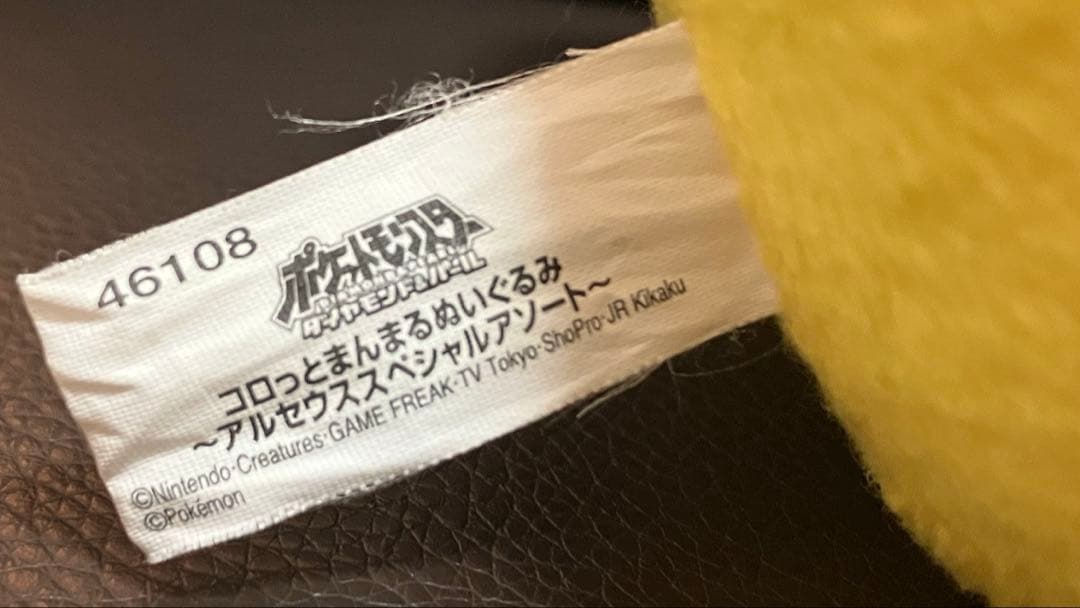 46108
ポケットモンスター
ダイヤモンド&パール
コロっとまんまるぬいぐるみ
～アルセウススペシャルアソート～
©Nintendo·Creatures·GAME FREAK·TV Tokyo·ShoPro·JR Kikaku
©Pokémon